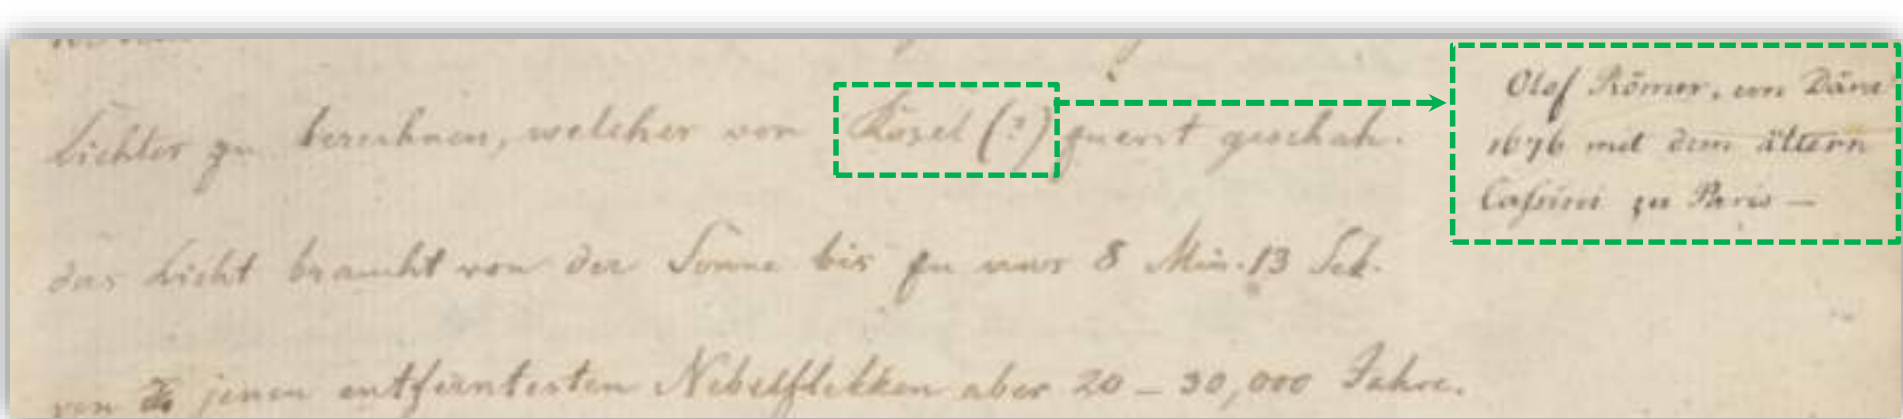 Lichter zu berechnen, welcher von Rösel (?) zuerst geschah.
das Licht braucht von der Sonne bis zu uns 8 Min. 13 Sek.
von jenen entferntesten Nebelflekken aber 20 – 30,000 Jahre.
Olof Römer, ein Däne
1676 mit dem ältern
Caſsini zu Paris —